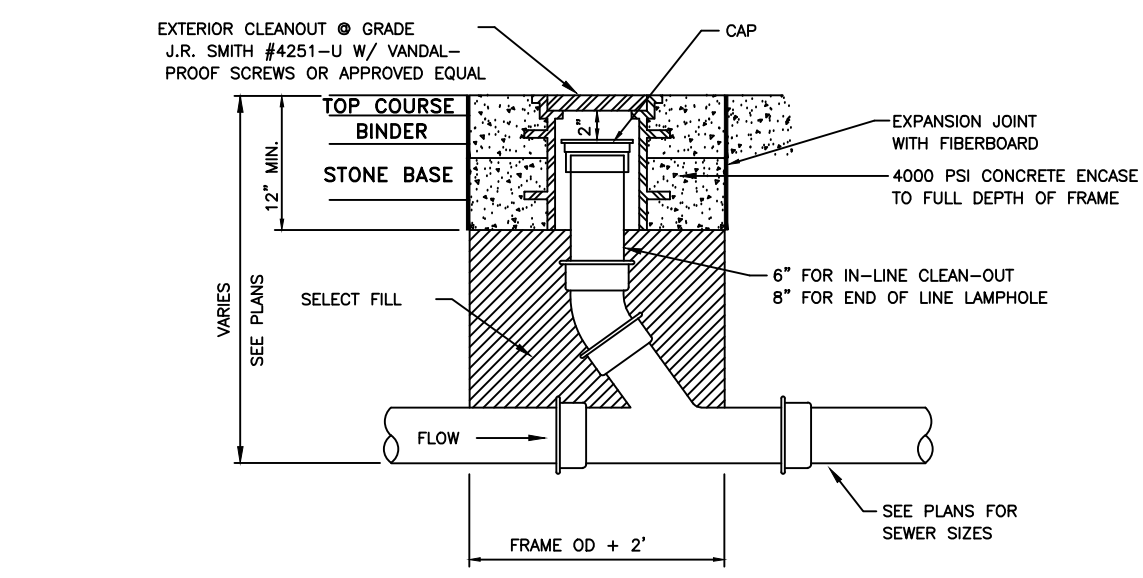 EXTERIOR CLEANOUT @ GRADE
J.R. SMITH #4251-U W/ VANDAL-
PROOF SCREWS OR APPROVED EQUAL
CAP
TOP COURSE
BINDER
STONE BASE
12" MIN.
2"
EXPANSION JOINT
WITH FIBERBOARD
4000 PSI CONCRETE ENCASE
TO FULL DEPTH OF FRAME
VARIES
SEE PLANS
SELECT FILL
6" FOR IN-LINE CLEAN-OUT
8" FOR END OF LINE LAMPHOLE
FLOW
SEE PLANS FOR
SEWER SIZES
FRAME OD + 2'